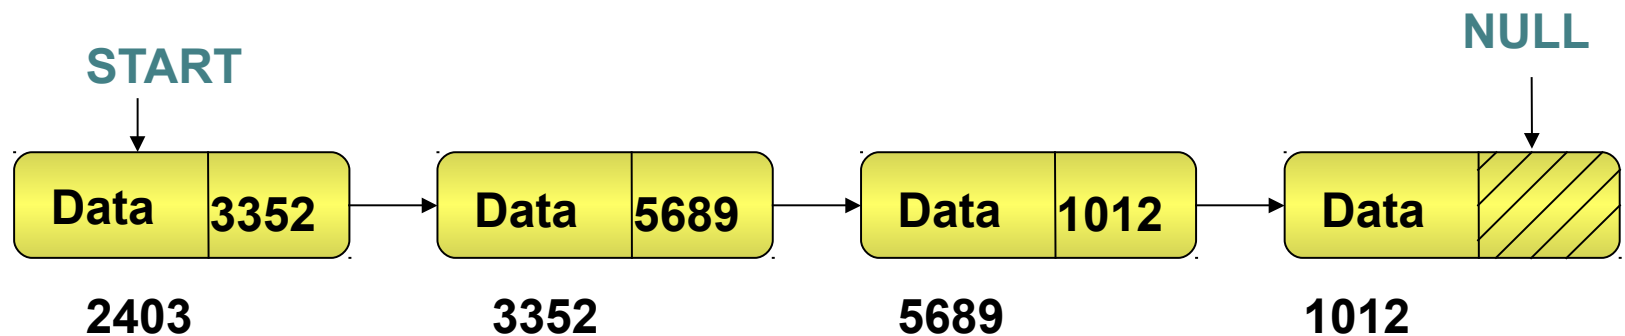 START
NULL
Data 3352
Data 5689
Data 1012
Data
2403
3352
5689
1012